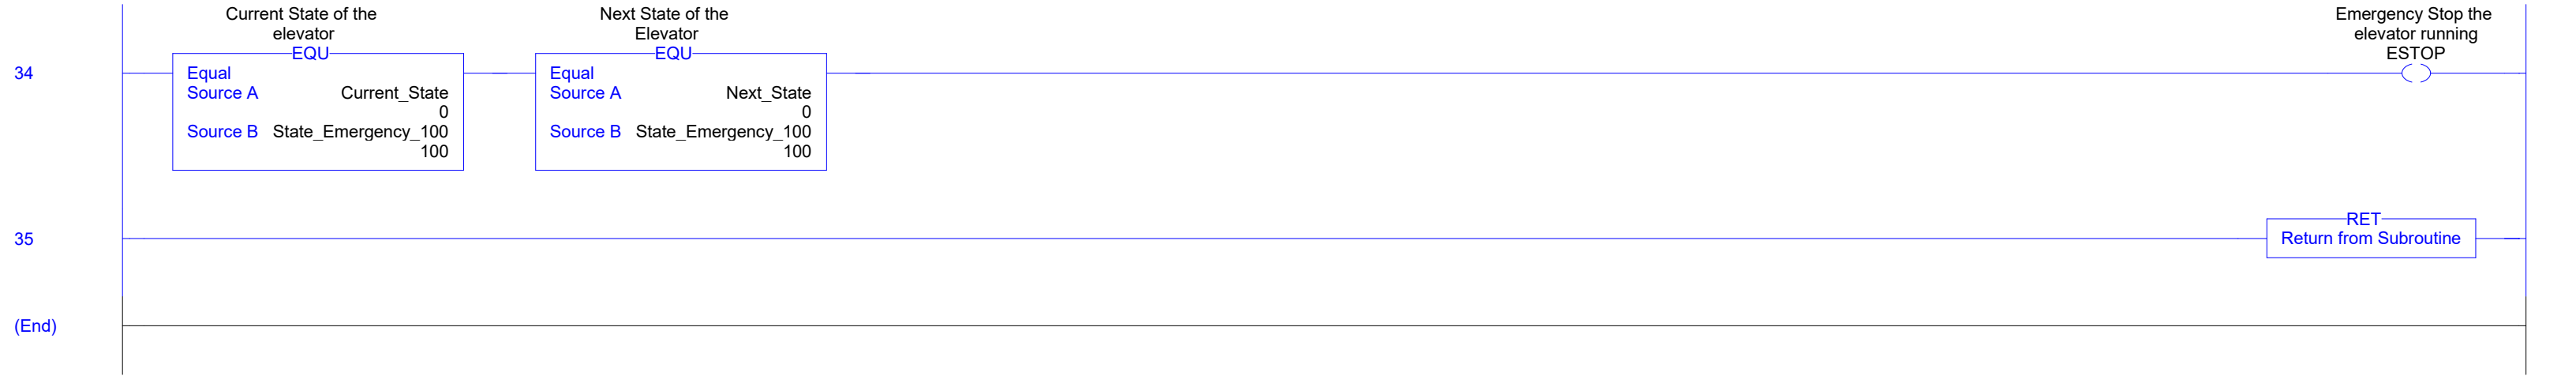 Current State of the
elevator
EQU
Equal
Source A Current_State
0
Source B State_Emergency_100
100
Next State of the
Elevator
EQU
Equal
Source A Next_State
0
Source B State_Emergency_100
100
Emergency Stop the
elevator running
ESTOP
34
RET
Return from Subroutine
35
(End)